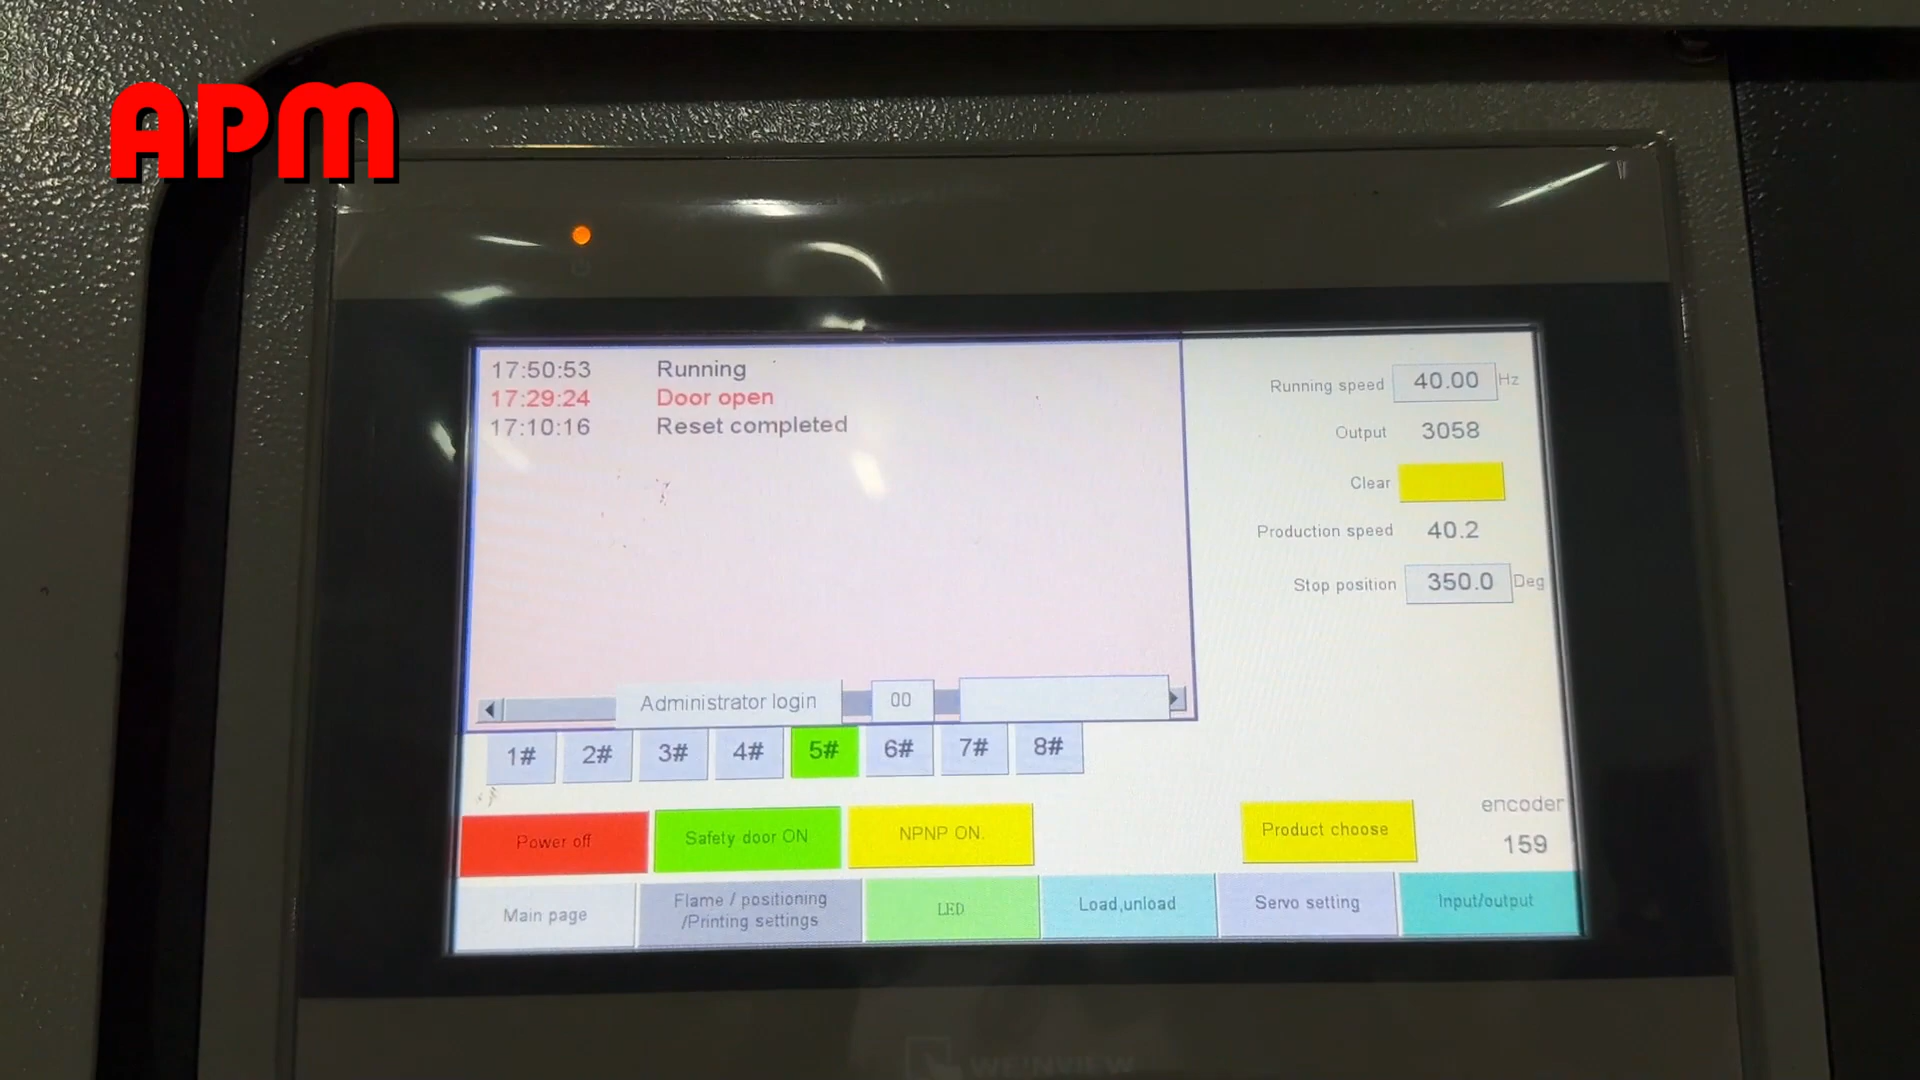 APM
17:50:53 Running
17:29:24 Door open
17:10:16 Reset completed
Running speed 40.00 Hz
Output 3058
Clear
Production speed 40.2
Stop position 350.0 Deg
Administrator login 00
1# 2# 3# 4# 5# 6# 7# 8#
Power off Safety door ON NPNP ON. Product choose
encoder
159
Main page
Flame / positioning
/Printing settings
LED
Load,unload
Servo setting
Input/output
WEINVIEW